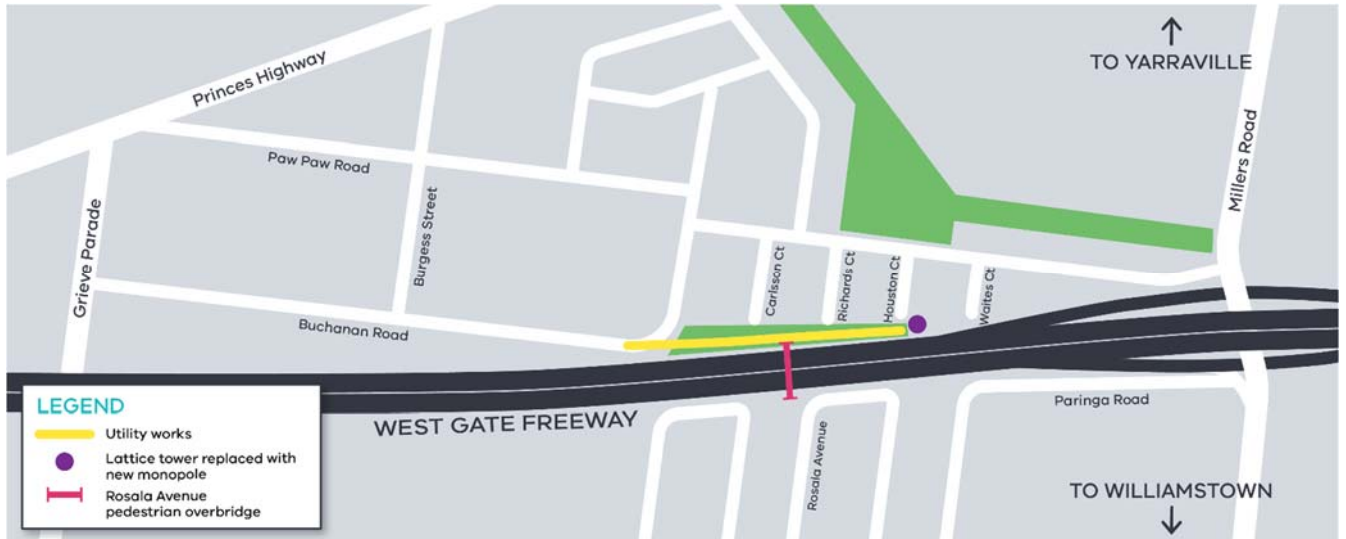 TO YARRAVILLE
Princes Highway
Millers Road
Paw Paw Road
Burgess Street
Grieve Parade
Carlsson Ct
Richards Ct
Houston Ct
Waites Ct
Buchanan Road
WEST GATE FREEWAY
Paringa Road
Rosala Avenue
TO WILLIAMSTOWN
LEGEND
Utility works
Lattice tower replaced with
new monopole
Rosala Avenue
pedestrian overbridge